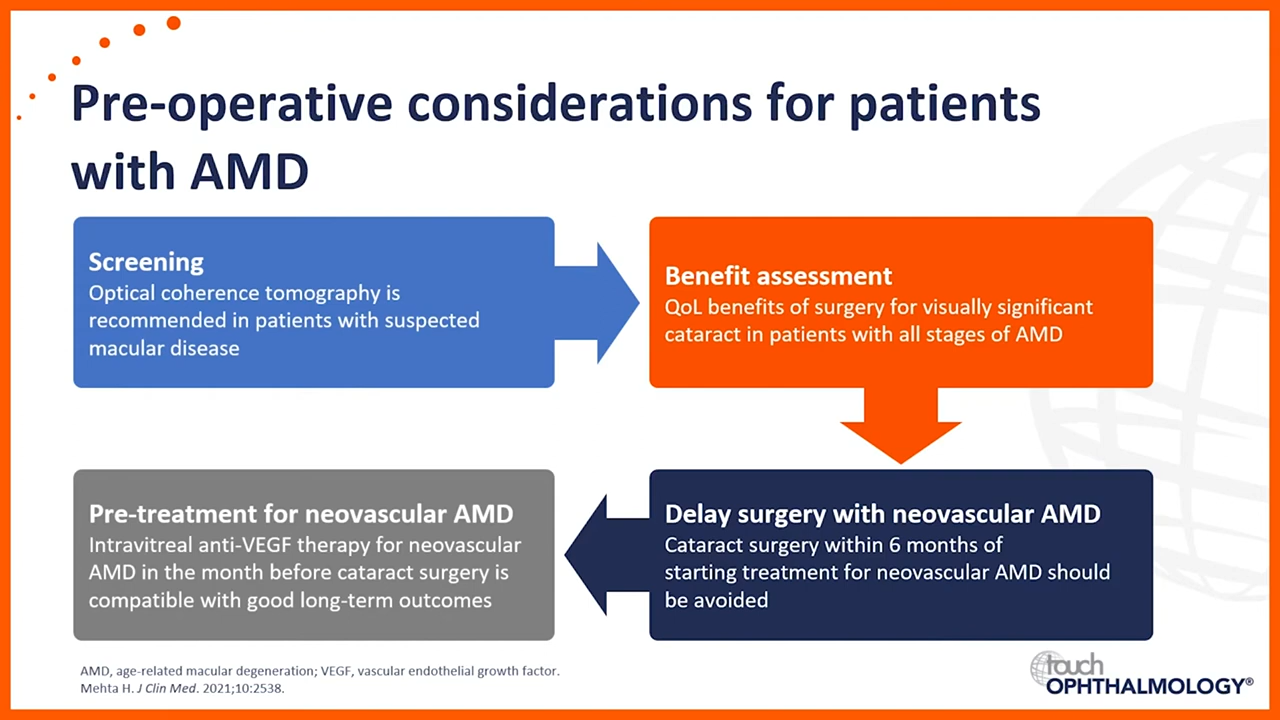 Pre-operative considerations for patients
with AMD
Screening
Optical coherence tomography is
recommended in patients with suspected
macular disease
Benefit assessment
QoL benefits of surgery for visually significant
cataract in patients with all stages of AMD
Delay surgery with neovascular AMD
Cataract surgery within 6 months of
starting treatment for neovascular AMD should
be avoided
Pre-treatment for neovascular AMD
Intravitreal anti-VEGF therapy for neovascular
AMD in the month before cataract surgery is
compatible with good long-term outcomes
AMD, age-related macular degeneration; VEGF, vascular endothelial growth factor.
Mehta H. J Clin Med. 2021;10:2538.
touch
OPHTHALMOLOGY®